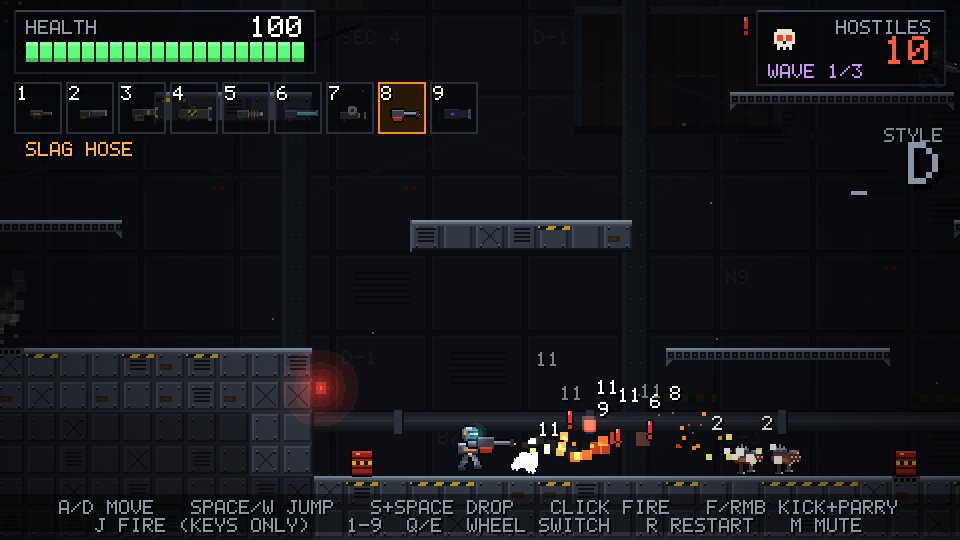 HEALTH 100
SEC 4
D-1
HOSTILES
10
WAVE 1/3
1 2 3 4 5 6 7 8 9
SLAG HOSE
STYLE
D
N9
D-1
11
11 11 11 11 6 8
9
11 2 2
A/D MOVE SPACE/W JUMP S+SPACE DROP CLICK FIRE F/RMB KICK+PARRY
J FIRE (KEYS ONLY) 1-9 Q/E WHEEL SWITCH R RESTART M MUTE